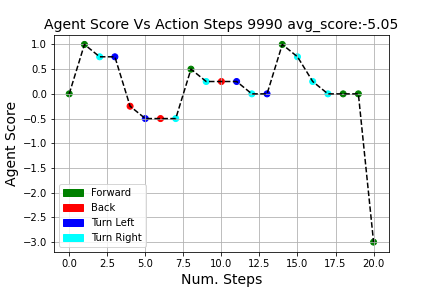 Agent Score Vs Action Steps 9990 avg_score:-5.05
Agent Score
1.0
0.5
0.0
−0.5
−1.0
−1.5
−2.0
−2.5
−3.0
Forward
Back
Turn Left
Turn Right
0.0 2.5 5.0 7.5 10.0 12.5 15.0 17.5 20.0
Num. Steps